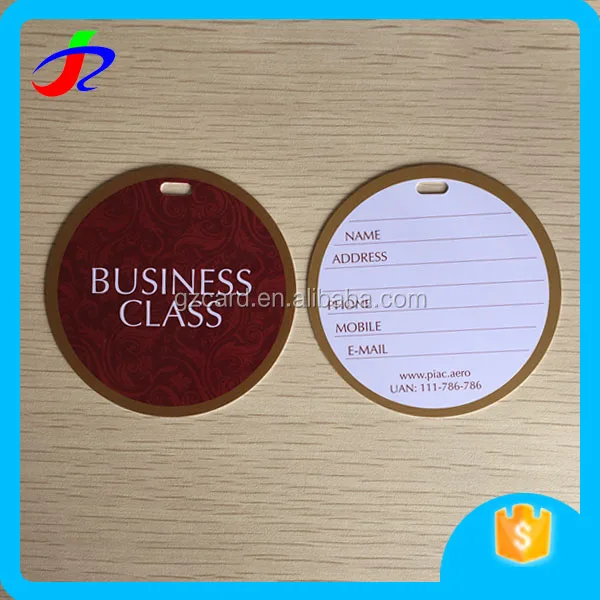 BUSINESS
CLASS
NAME
ADDRESS
PHONE
MOBILE
E-MAIL
www.piac.aero
UAN: 111-786-786
gzcard.en.alibaba.com
$